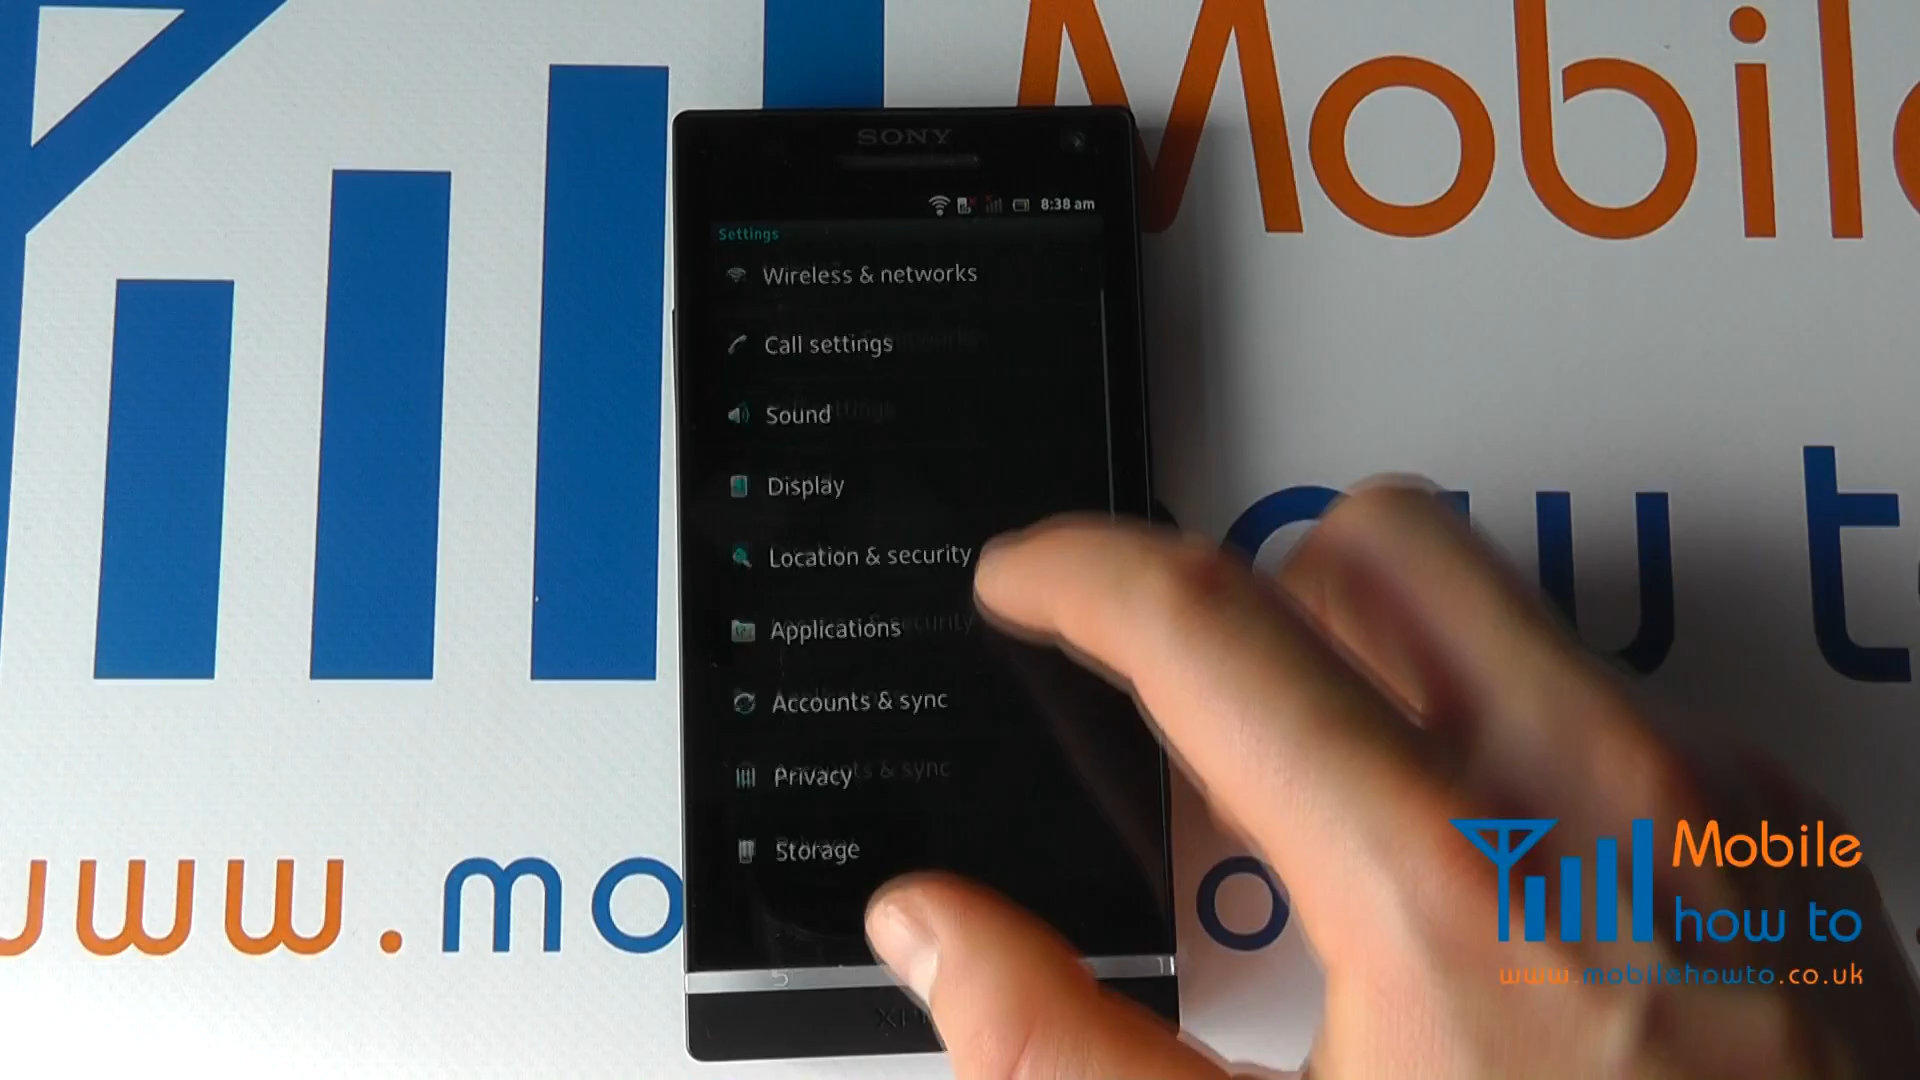 Mobile
SONY
8:38 am
Settings
Wireless & networks
Call settings
Sound
Display
Location & security
Applications
Accounts & sync
Privacy
Storage
www.mo
Mobile
how to
www.mobilehowto.co.uk